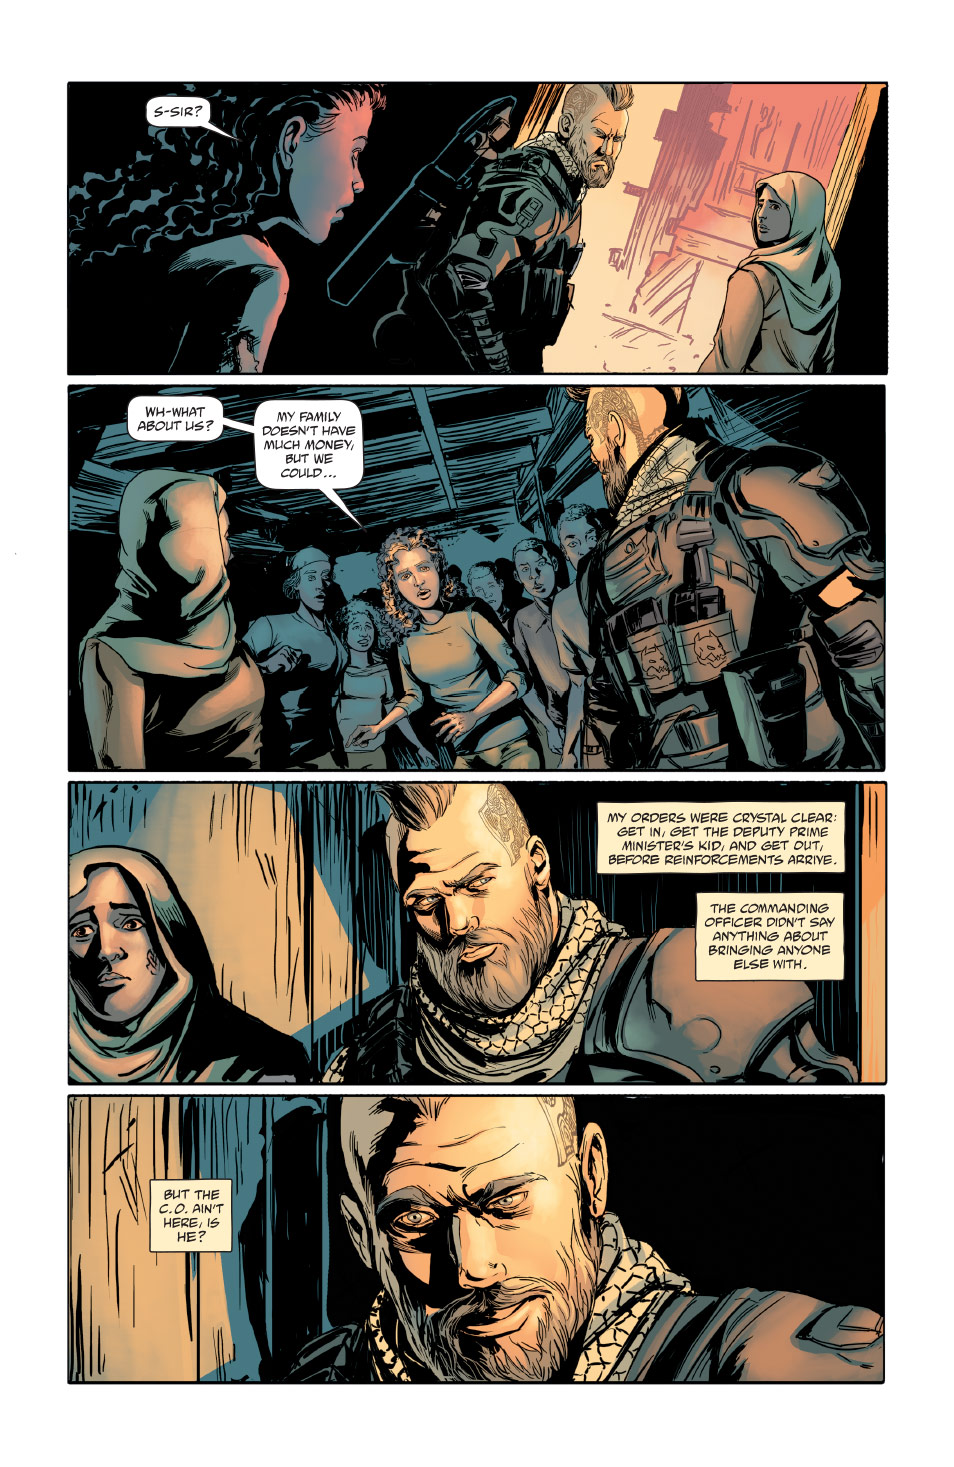 S-SIR?
WH-WHAT
ABOUT US?
MY FAMILY
DOESN'T HAVE
MUCH MONEY,
BUT WE
COULD...
MY ORDERS WERE CRYSTAL CLEAR:
GET IN, GET THE DEPUTY PRIME
MINISTER'S KID, AND GET OUT,
BEFORE REINFORCEMENTS ARRIVE.
THE COMMANDING
OFFICER DIDN'T SAY
ANYTHING ABOUT
BRINGING ANYONE
ELSE WITH.
BUT THE
C.O. AIN'T
HERE, IS
HE?